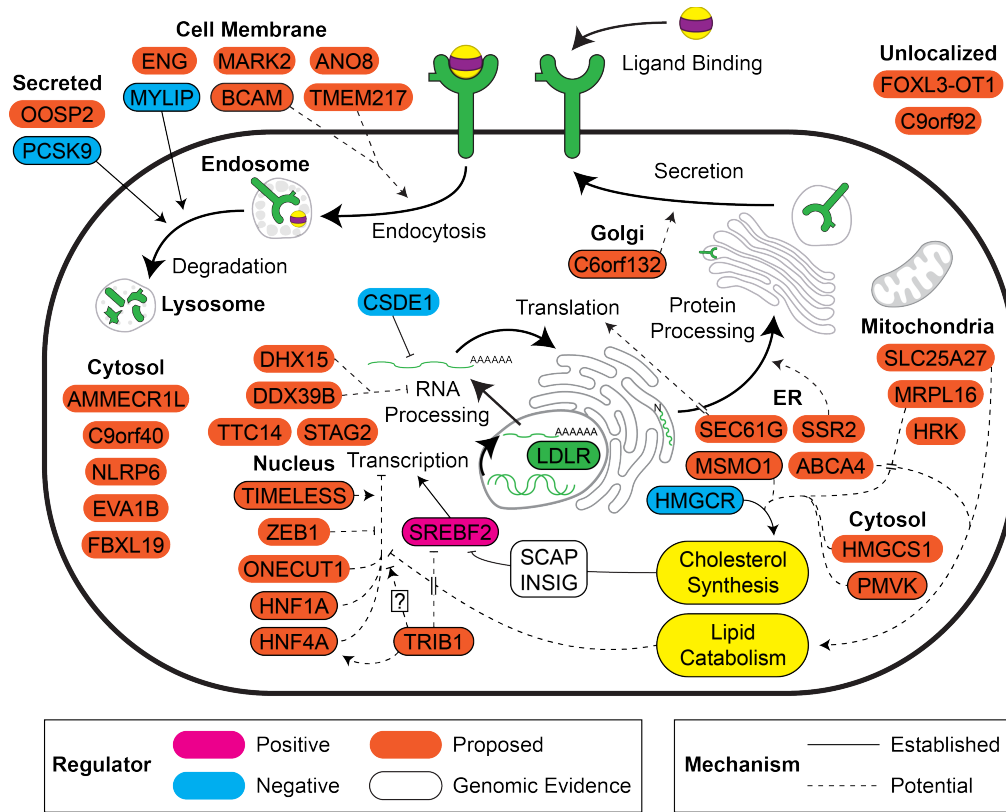 Cell Membrane
ENG
MARK2
ANO8
MYLIP
BCAM
TMEM217
Secreted
OOSP2
PCSK9
Ligand Binding
Unlocalized
FOXL3-OT1
C9orf92
Endosome
Endocytosis
Degradation
Lysosome
Secretion
Golgi
C6orf132
CSDE1
Translation
Protein
Processing
Mitochondria
SLC25A27
MRPL16
HRK
Cytosol
AMMECR1L
C9orf40
NLRP6
EVA1B
FBXL19
DHX15
DDX39B
TTC14
STAG2
AAAAAA
RNA
Processing
N
AAAAAA
LDLR
ER
SEC61G
SSR2
MSMO1
ABCA4
HMGCR
Nucleus
Transcription
TIMELESS
ZEB1
ONECUT1
HNF1A
HNF4A
?
TRIB1
SREBF2
SCAP
INSIG
Cholesterol
Synthesis
Lipid
Catabolism
Cytosol
HMGCS1
PMVK
Regulator
Positive
Proposed
Negative
Genomic Evidence
Mechanism
Established
Potential